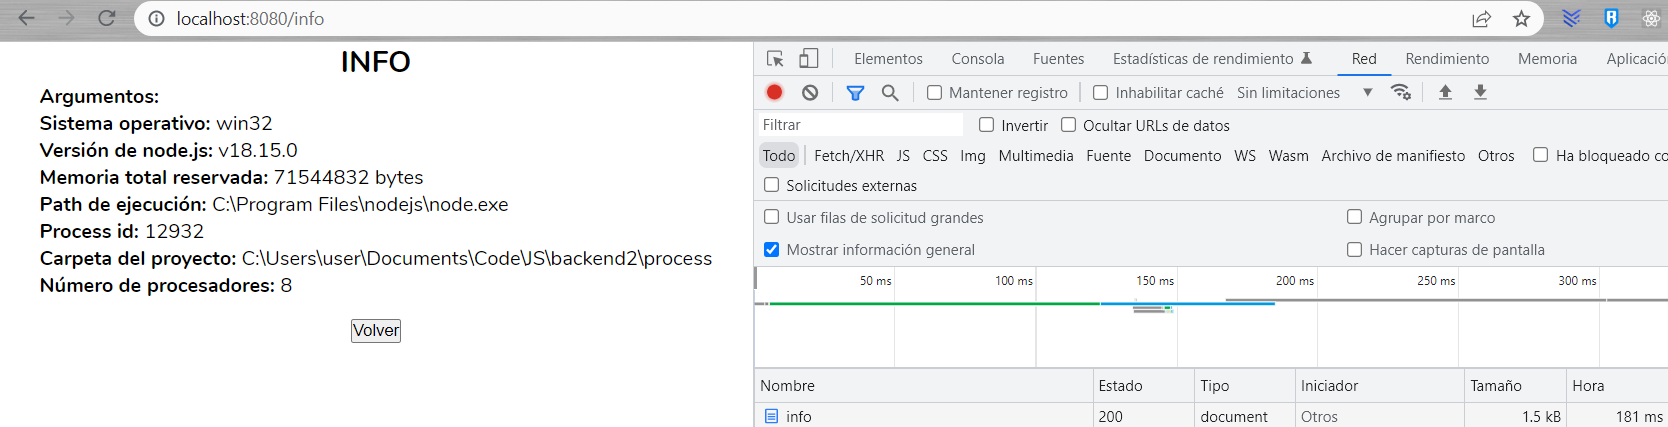 localhost:8080/info
INFO
Argumentos:
Sistema operativo: win32
Versión de node.js: v18.15.0
Memoria total reservada: 71544832 bytes
Path de ejecución: C:\Program Files\nodejs\node.exe
Process id: 12932
Carpeta del proyecto: C:\Users\user\Documents\Code\JS\backend2\process
Número de procesadores: 8
Volver
Elementos Consola Fuentes Estadísticas de rendimiento Red Rendimiento Memoria Aplicació
Mantener registro Inhabilitar caché Sin limitaciones
Filtrar Invertir Ocultar URLs de datos
Todo Fetch/XHR JS CSS Img Multimedia Fuente Documento WS Wasm Archivo de manifiesto Otros Ha bloqueado co
Solicitudes externas
Usar filas de solicitud grandes Agrupar por marco
Mostrar información general Hacer capturas de pantalla
50 ms 100 ms 150 ms 200 ms 250 ms 300 ms
Nombre Estado Tipo Iniciador Tamaño Hora
info 200 document Otros 1.5 kB 181 ms